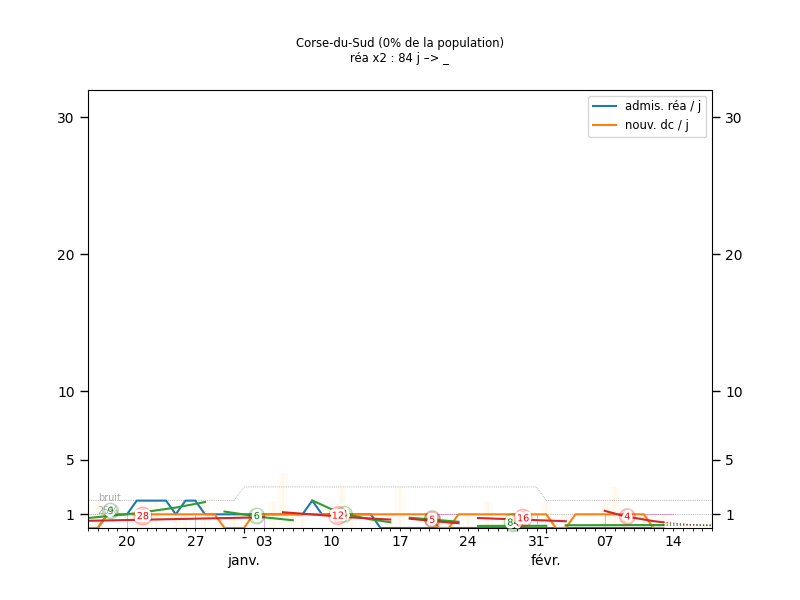 Corse-du-Sud (0% de la population)
réa x2 : 84 j –> _
admis. réa / j
nouv. dc / j
30 30
20 20
10 10
5 5
1 1
bruit
9 28 6 12 5 8 16 4
20 27 - 03 10 17 24 31 - 07 14
janv. févr.